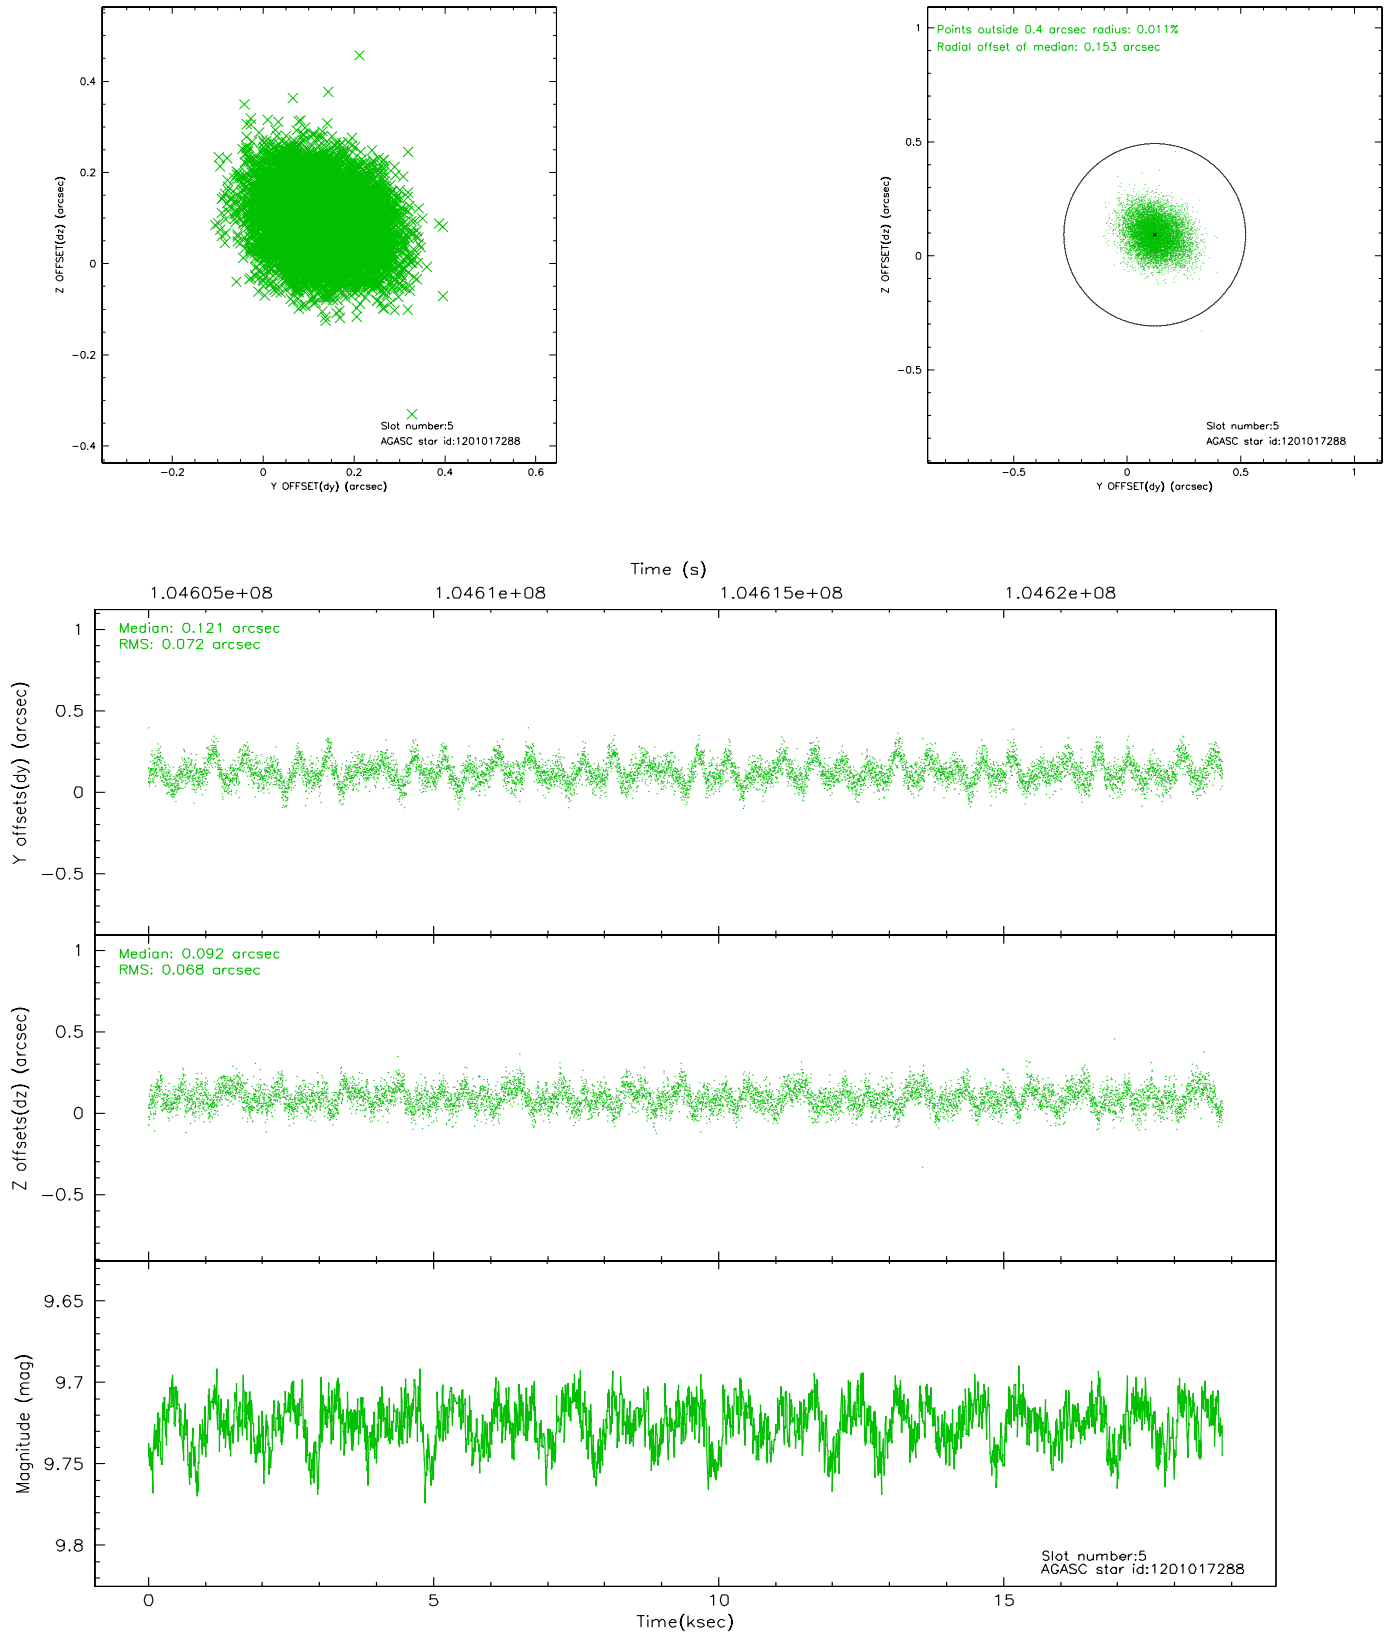 0.4
0.2
0
−0.2
−0.4
Z OFFSET(dz) (arcsec)
Slot number:5
AGASC star id:1201017288
−0.2
0
0.2
0.4
0.6
Y OFFSET(dy) (arcsec)
Points outside 0.4 arcsec radius: 0.011%
Radial offset of median: 0.153 arcsec
1
0.5
0
−0.5
Z OFFSET(dz) (arcsec)
Slot number:5
AGASC star id:1201017288
−0.5
0
0.5
1
Y OFFSET(dy) (arcsec)
Time (s)
1.04605e+08
1.0461e+08
1.04615e+08
1.0462e+08
Median: 0.121 arcsec
RMS: 0.072 arcsec
1
0.5
0
−0.5
Y offsets(dy) (arcsec)
Median: 0.092 arcsec
RMS: 0.068 arcsec
1
0.5
0
−0.5
Z offsets(dz) (arcsec)
9.65
9.7
9.75
9.8
Magnitude (mag)
Slot number:5
AGASC star id:1201017288
0
5
10
15
Time(ksec)